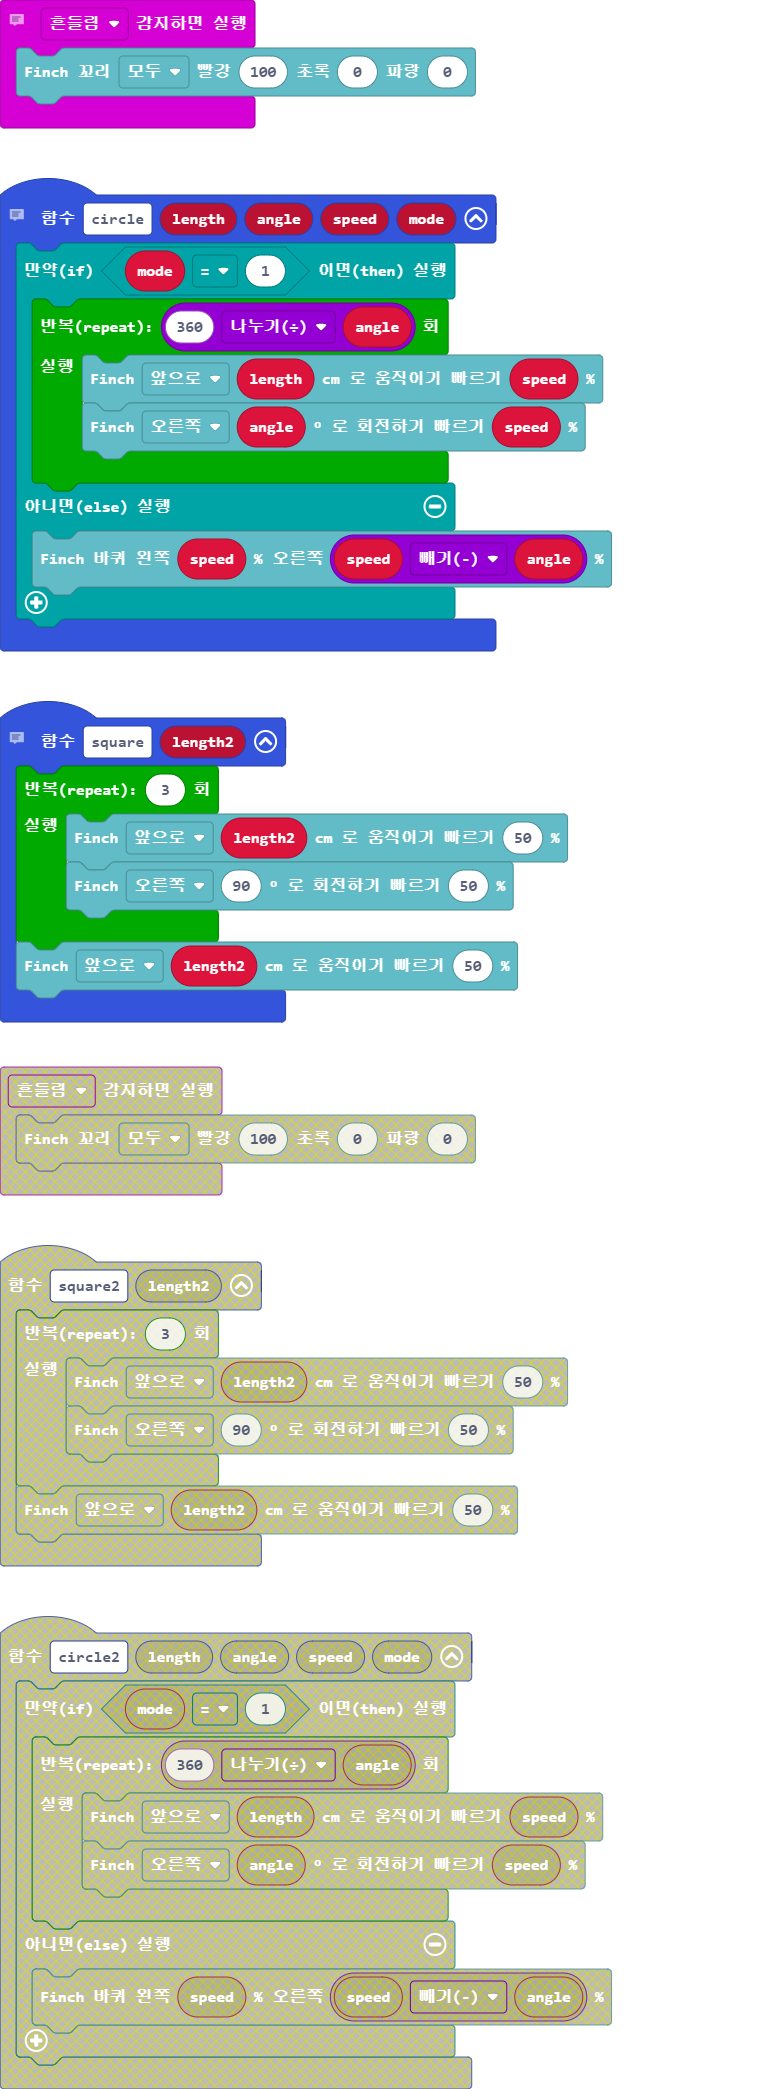 흔들림 감지하면 실행
Finch 꼬리 모두 빨강 100 초록 0 파랑 0
함수 circle length angle speed mode
만약(if) mode = 1 이면(then) 실행
반복(repeat): 360 나누기(÷) angle 회
실행 Finch 앞으로 length cm 로 움직이기 빠르기 speed %
Finch 오른쪽 angle º 로 회전하기 빠르기 speed %
아니면(else) 실행
Finch 바퀴 왼쪽 speed % 오른쪽 speed 빼기(-) angle %
함수 square length2
반복(repeat): 3 회
실행 Finch 앞으로 length2 cm 로 움직이기 빠르기 50 %
Finch 오른쪽 90 º 로 회전하기 빠르기 50 %
Finch 앞으로 length2 cm 로 움직이기 빠르기 50 %
흔들림 감지하면 실행
Finch 꼬리 모두 빨강 100 초록 0 파랑 0
함수 square2 length2
반복(repeat): 3 회
실행 Finch 앞으로 length2 cm 로 움직이기 빠르기 50 %
Finch 오른쪽 90 º 로 회전하기 빠르기 50 %
Finch 앞으로 length2 cm 로 움직이기 빠르기 50 %
함수 circle2 length angle speed mode
만약(if) mode = 1 이면(then) 실행
반복(repeat): 360 나누기(÷) angle 회
실행 Finch 앞으로 length cm 로 움직이기 빠르기 speed %
Finch 오른쪽 angle º 로 회전하기 빠르기 speed %
아니면(else) 실행
Finch 바퀴 왼쪽 speed % 오른쪽 speed 빼기(-) angle %